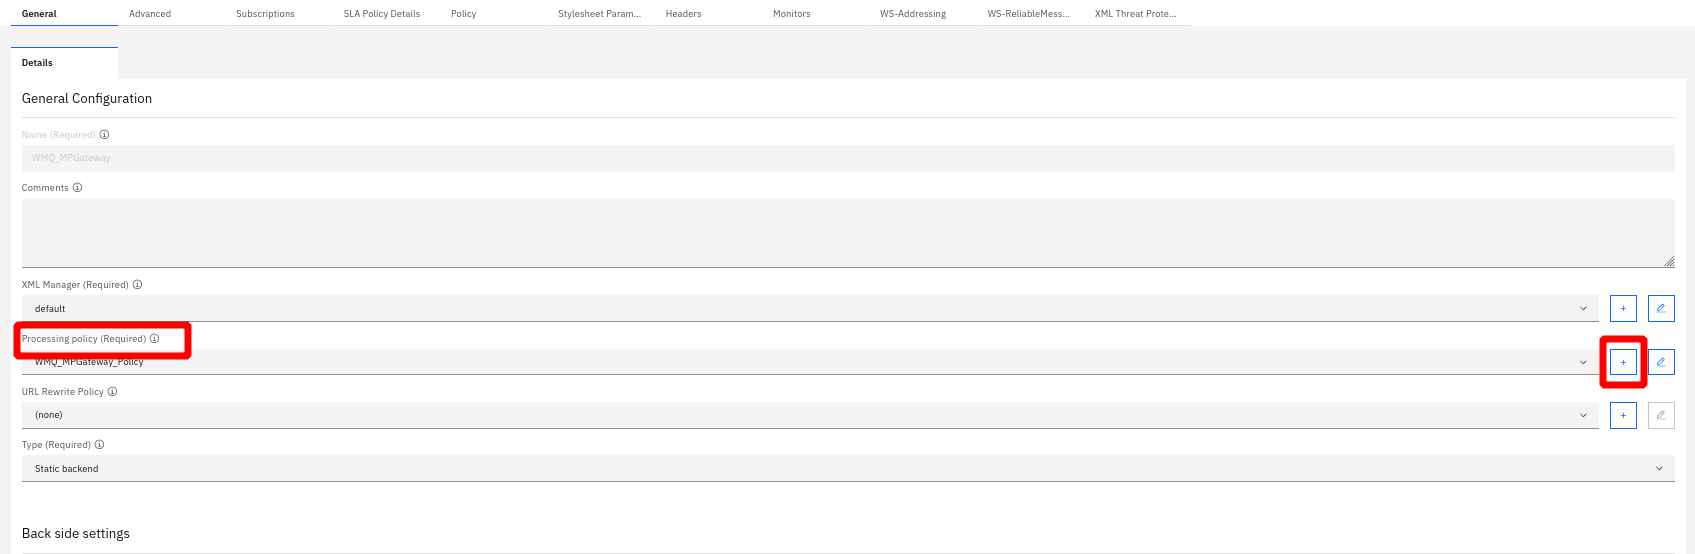 General Advanced Subscriptions SLA Policy Details Policy Stylesheet Param... Headers Monitors WS-Addressing WS-ReliableMess... XML Threat Prote...
Details
General Configuration
Name (Required)
WMQ_MPGateway
Comments
XML Manager (Required)
default
Processing policy (Required)
WMQ_MPGateway_Policy
URL Rewrite Policy
(none)
Type (Required)
Static backend
Back side settings